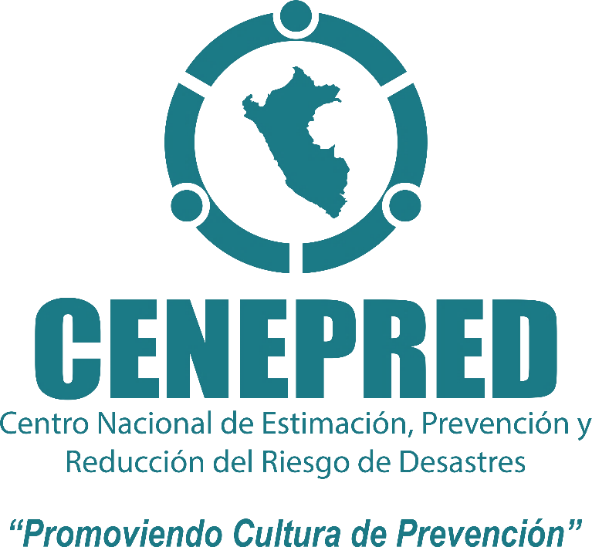 CENEPRED
Centro Nacional de Estimación, Prevención y
Reducción del Riesgo de Desastres
“Promoviendo Cultura de Prevención”